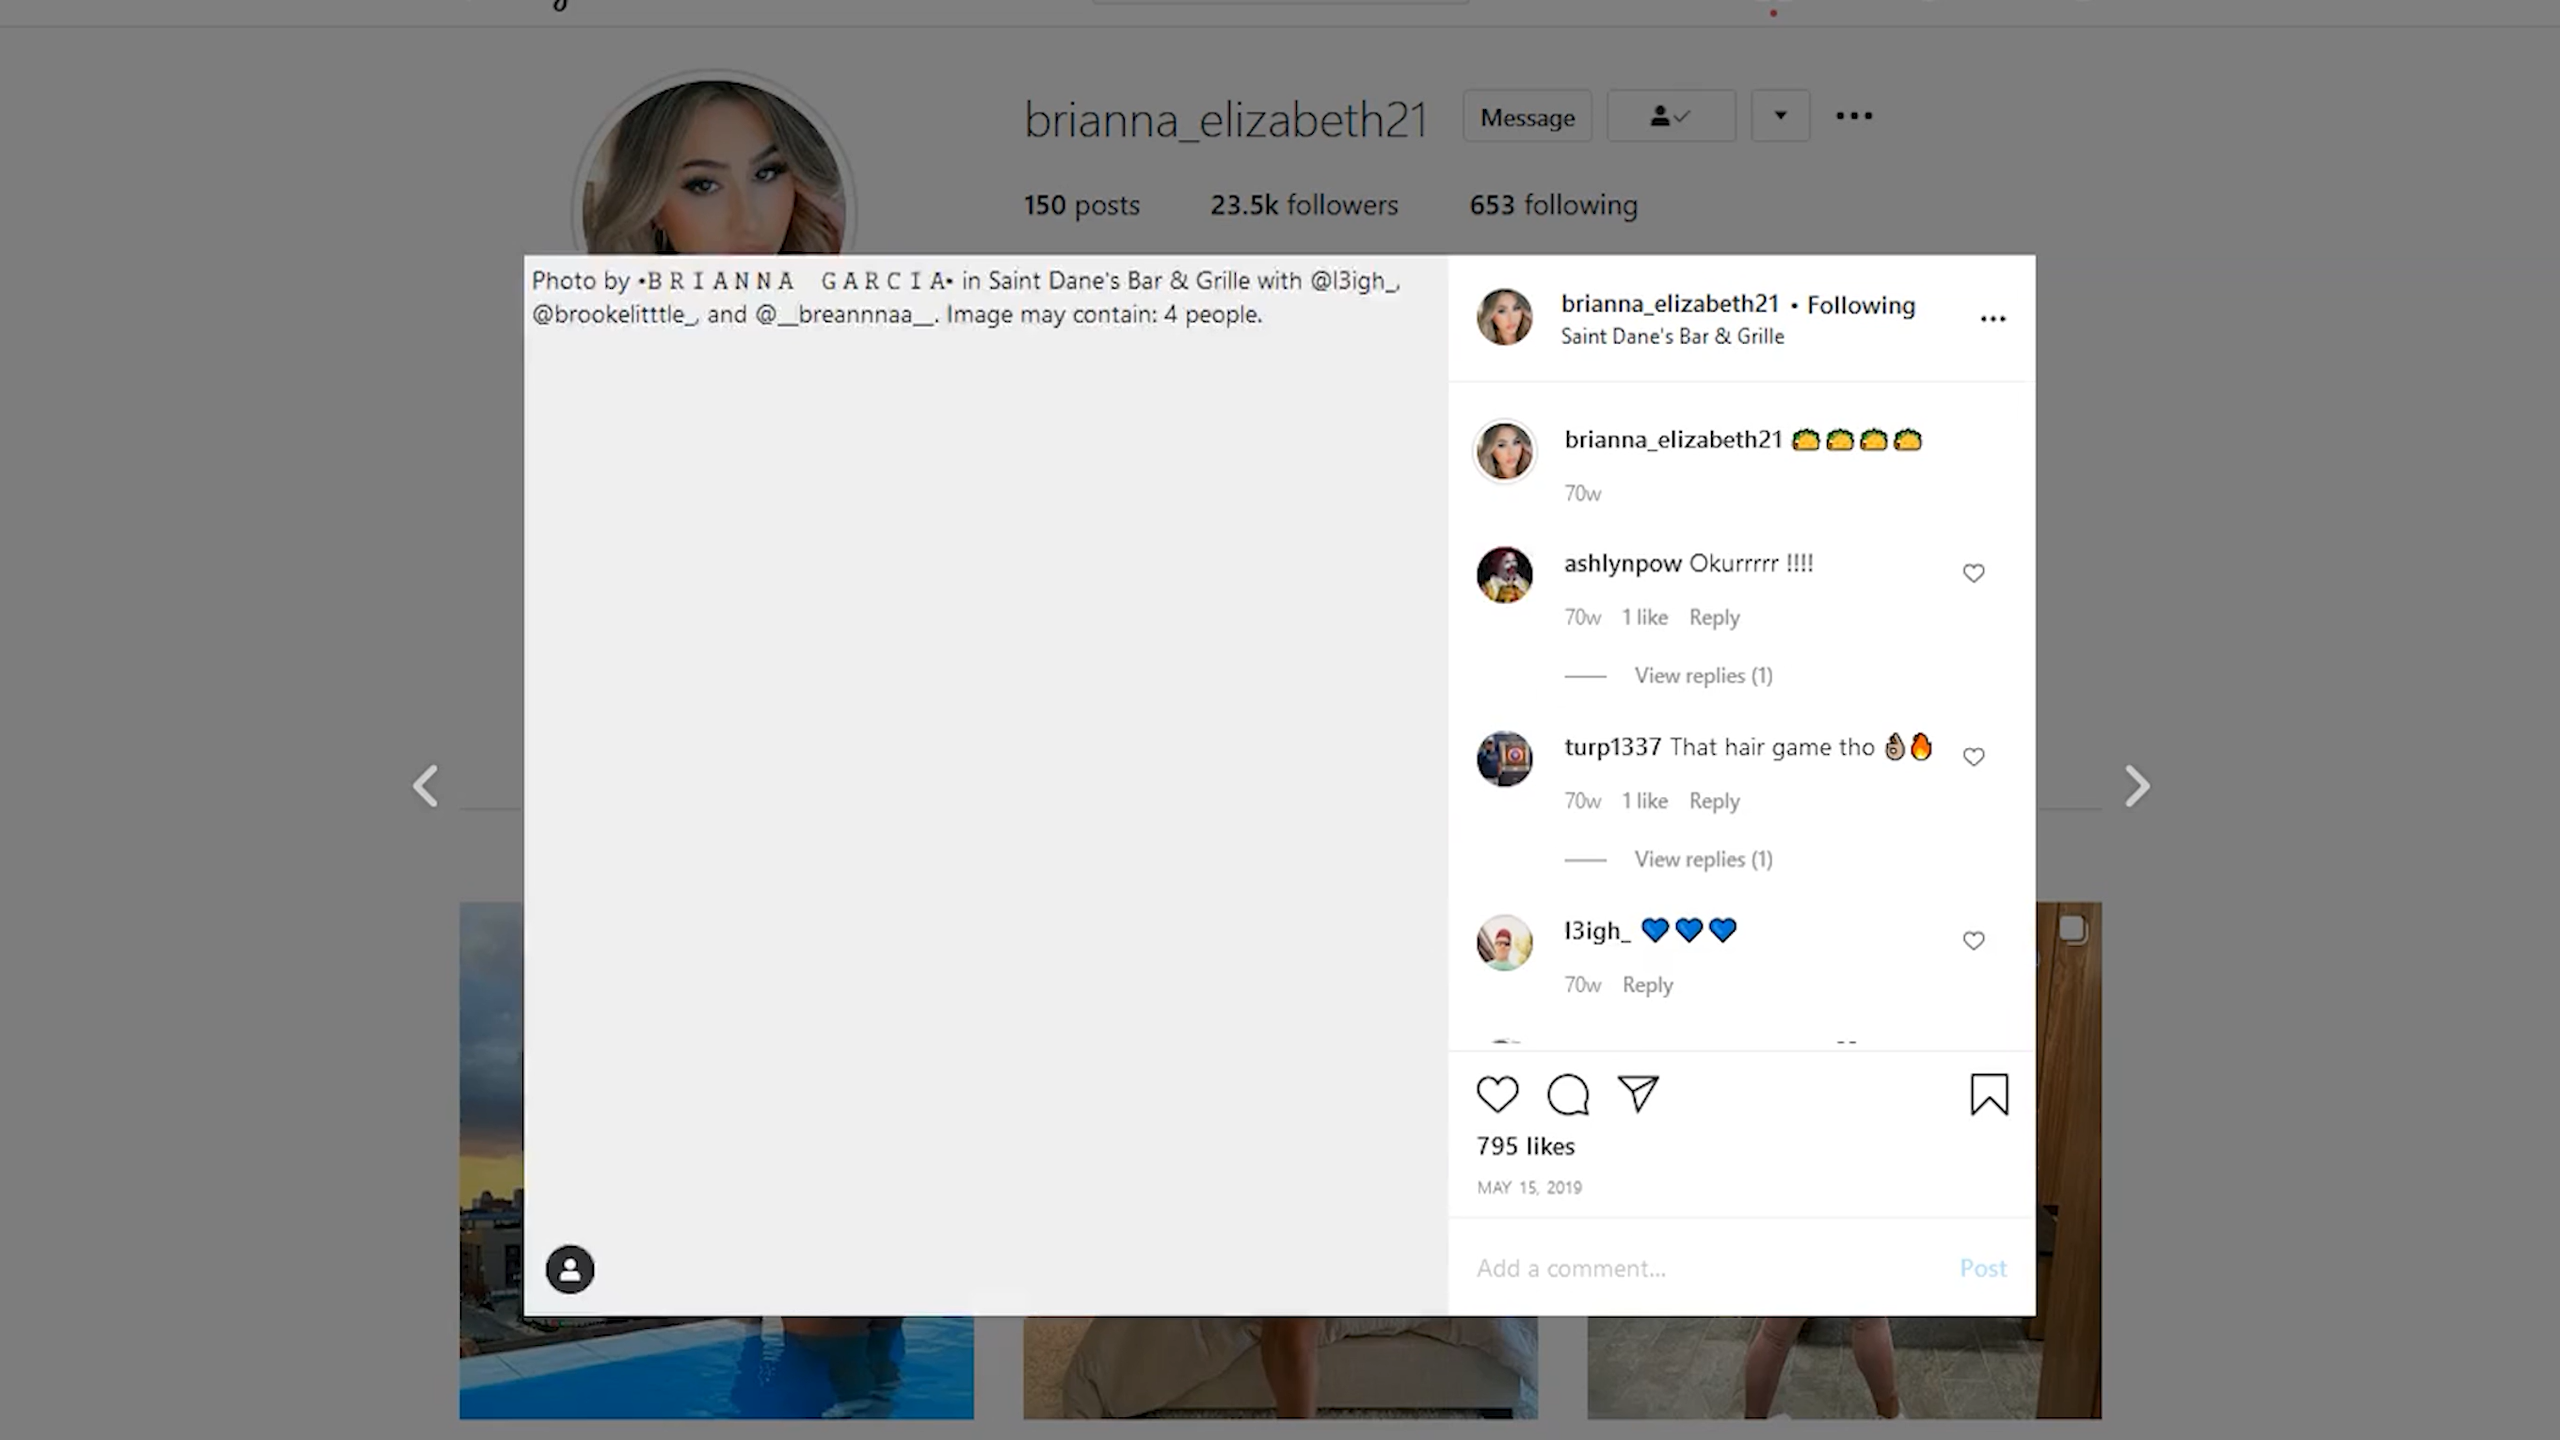 brianna_elizabeth21 Message
150 posts 23.5k followers 653 following
Photo by •B R I A N N A G A R C I A• in Saint Dane's Bar & Grille with @l3igh_,
@brookelitttle_, and @__breannnaa__. Image may contain: 4 people.
brianna_elizabeth21 • Following
Saint Dane's Bar & Grille
brianna_elizabeth21 🌮🌮🌮🌮
70w
ashlynpow Okurrrrr !!!!
70w 1 like Reply
View replies (1)
turp1337 That hair game tho 👌🏽🔥
70w 1 like Reply
View replies (1)
l3igh_ 💙💙💙
70w Reply
795 likes
MAY 15, 2019
Add a comment... Post